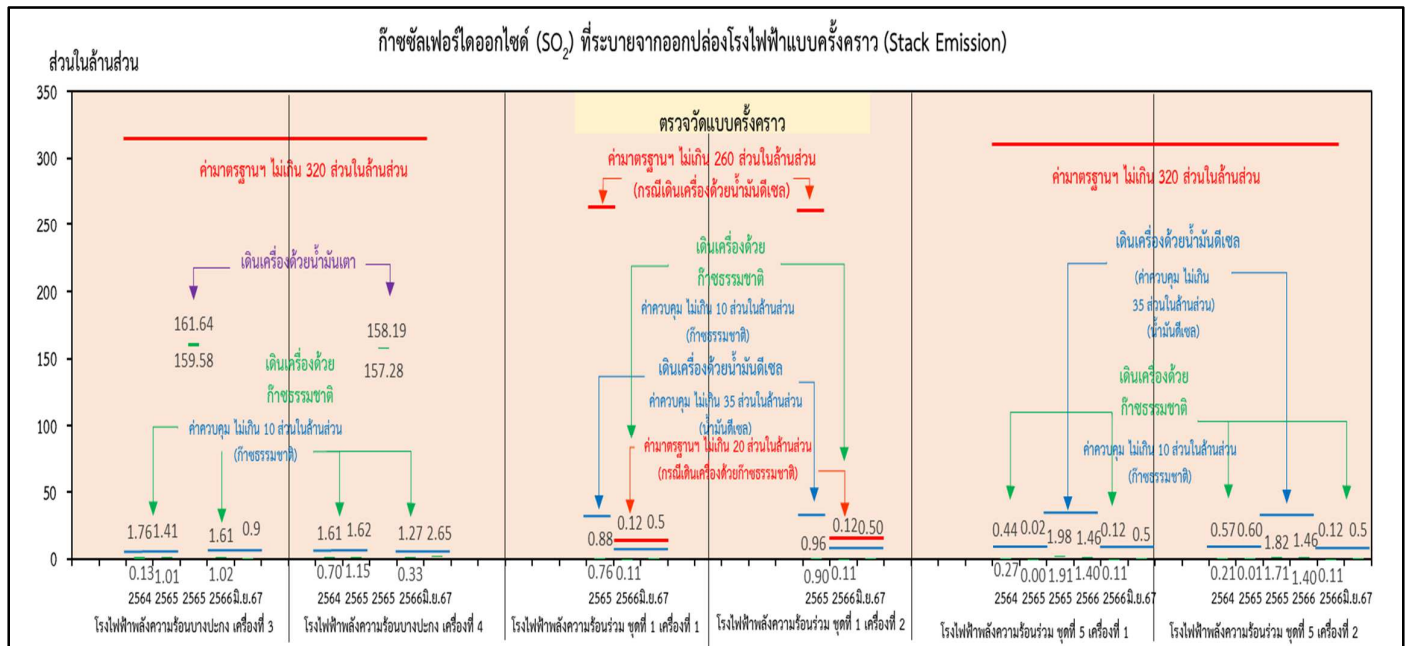 ก๊าซซัลเฟอร์ไดออกไซด์ (SO2) ที่ระบายจากออกปล่องโรงไฟฟ้าแบบครั้งคราว (Stack Emission)
ส่วนในล้านส่วน
350
300
250
200
150
100
50
0
ค่ามาตรฐานฯ ไม่เกิน 320 ส่วนในล้านส่วน
เดินเครื่องด้วยน้ำมันเตา
161.64
159.58
158.19
157.28
เดินเครื่องด้วย
ก๊าซธรรมชาติ
ค่าควบคุม ไม่เกิน 10 ส่วนในล้านส่วน
(ก๊าซธรรมชาติ)
1.76 1.41 1.61 0.9
0.13 1.01 1.02
2564 2565 2565 2566 มิ.ย.67
โรงไฟฟ้าพลังความร้อนบางปะกง เครื่องที่ 3
1.61 1.62 1.27 2.65
0.70 1.15 0.33
2564 2565 2565 2566 มิ.ย.67
โรงไฟฟ้าพลังความร้อนบางปะกง เครื่องที่ 4
ตรวจวัดแบบครั้งคราว
ค่ามาตรฐานฯ ไม่เกิน 260 ส่วนในล้านส่วน
(กรณีเดินเครื่องด้วยน้ำมันดีเซล)
เดินเครื่องด้วย
ก๊าซธรรมชาติ
ค่าควบคุม ไม่เกิน 10 ส่วนในล้านส่วน
(ก๊าซธรรมชาติ)
เดินเครื่องด้วยน้ำมันดีเซล
ค่าควบคุม ไม่เกิน 35 ส่วนในล้านส่วน
(น้ำมันดีเซล)
ค่ามาตรฐานฯ ไม่เกิน 20 ส่วนในล้านส่วน
(กรณีเดินเครื่องด้วยก๊าซธรรมชาติ)
0.88 0.12 0.5
0.76 0.11
2565 2566 มิ.ย.67
โรงไฟฟ้าพลังความร้อนร่วม ชุดที่ 1 เครื่องที่ 1
0.96 0.12 0.50
0.90 0.11
2565 2566 มิ.ย.67
โรงไฟฟ้าพลังความร้อนร่วม ชุดที่ 1 เครื่องที่ 2
ค่ามาตรฐานฯ ไม่เกิน 320 ส่วนในล้านส่วน
เดินเครื่องด้วยน้ำมันดีเซล
(ค่าควบคุม ไม่เกิน
35 ส่วนในล้านส่วน)
(น้ำมันดีเซล)
เดินเครื่องด้วย
ก๊าซธรรมชาติ
ค่าควบคุม ไม่เกิน 10 ส่วนในล้านส่วน
(ก๊าซธรรมชาติ)
0.44 0.02 1.98 1.46 0.12 0.5
0.27 0.00 1.91 1.40 0.11
2564 2565 2565 2566 2566 มิ.ย.67
โรงไฟฟ้าพลังความร้อนร่วม ชุดที่ 5 เครื่องที่ 1
0.57 0.60 1.82 1.46 0.12 0.5
0.21 0.01 1.71 1.40 0.11
2564 2565 2565 2566 2566 มิ.ย.67
โรงไฟฟ้าพลังความร้อนร่วม ชุดที่ 5 เครื่องที่ 2